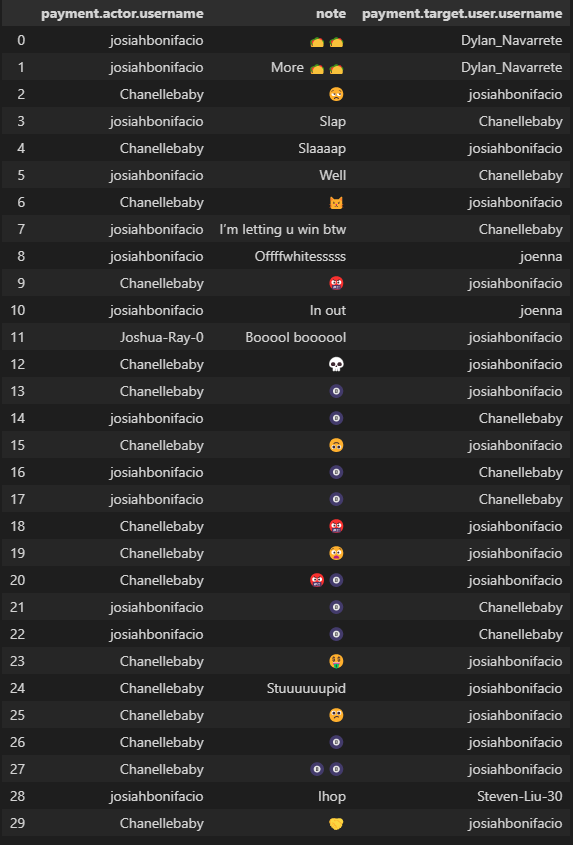 payment.actor.username note payment.target.user.username
0 josiahbonifacio 🌮 🌮 Dylan_Navarrete
1 josiahbonifacio More 🌮 🌮 Dylan_Navarrete
2 Chanellebaby josiahbonifacio
3 josiahbonifacio Slap Chanellebaby
4 Chanellebaby Slaaaap josiahbonifacio
5 josiahbonifacio Well Chanellebaby
6 Chanellebaby josiahbonifacio
7 josiahbonifacio I’m letting u win btw Chanellebaby
8 josiahbonifacio Offffwhitesssss joenna
9 Chanellebaby josiahbonifacio
10 josiahbonifacio In out joenna
11 Joshua-Ray-0 Booool boooool josiahbonifacio
12 Chanellebaby 💀 josiahbonifacio
13 Chanellebaby 🎱 josiahbonifacio
14 josiahbonifacio 🎱 Chanellebaby
15 Chanellebaby 🙃 josiahbonifacio
16 josiahbonifacio 🎱 Chanellebaby
17 josiahbonifacio 🎱 Chanellebaby
18 Chanellebaby josiahbonifacio
19 Chanellebaby josiahbonifacio
20 Chanellebaby 🎱 josiahbonifacio
21 josiahbonifacio 🎱 Chanellebaby
22 josiahbonifacio 🎱 Chanellebaby
23 Chanellebaby 🤑 josiahbonifacio
24 Chanellebaby Stuuuuuupid josiahbonifacio
25 Chanellebaby josiahbonifacio
26 Chanellebaby 🎱 josiahbonifacio
27 Chanellebaby 🎱 🎱 josiahbonifacio
28 josiahbonifacio Ihop Steven-Liu-30
29 Chanellebaby josiahbonifacio